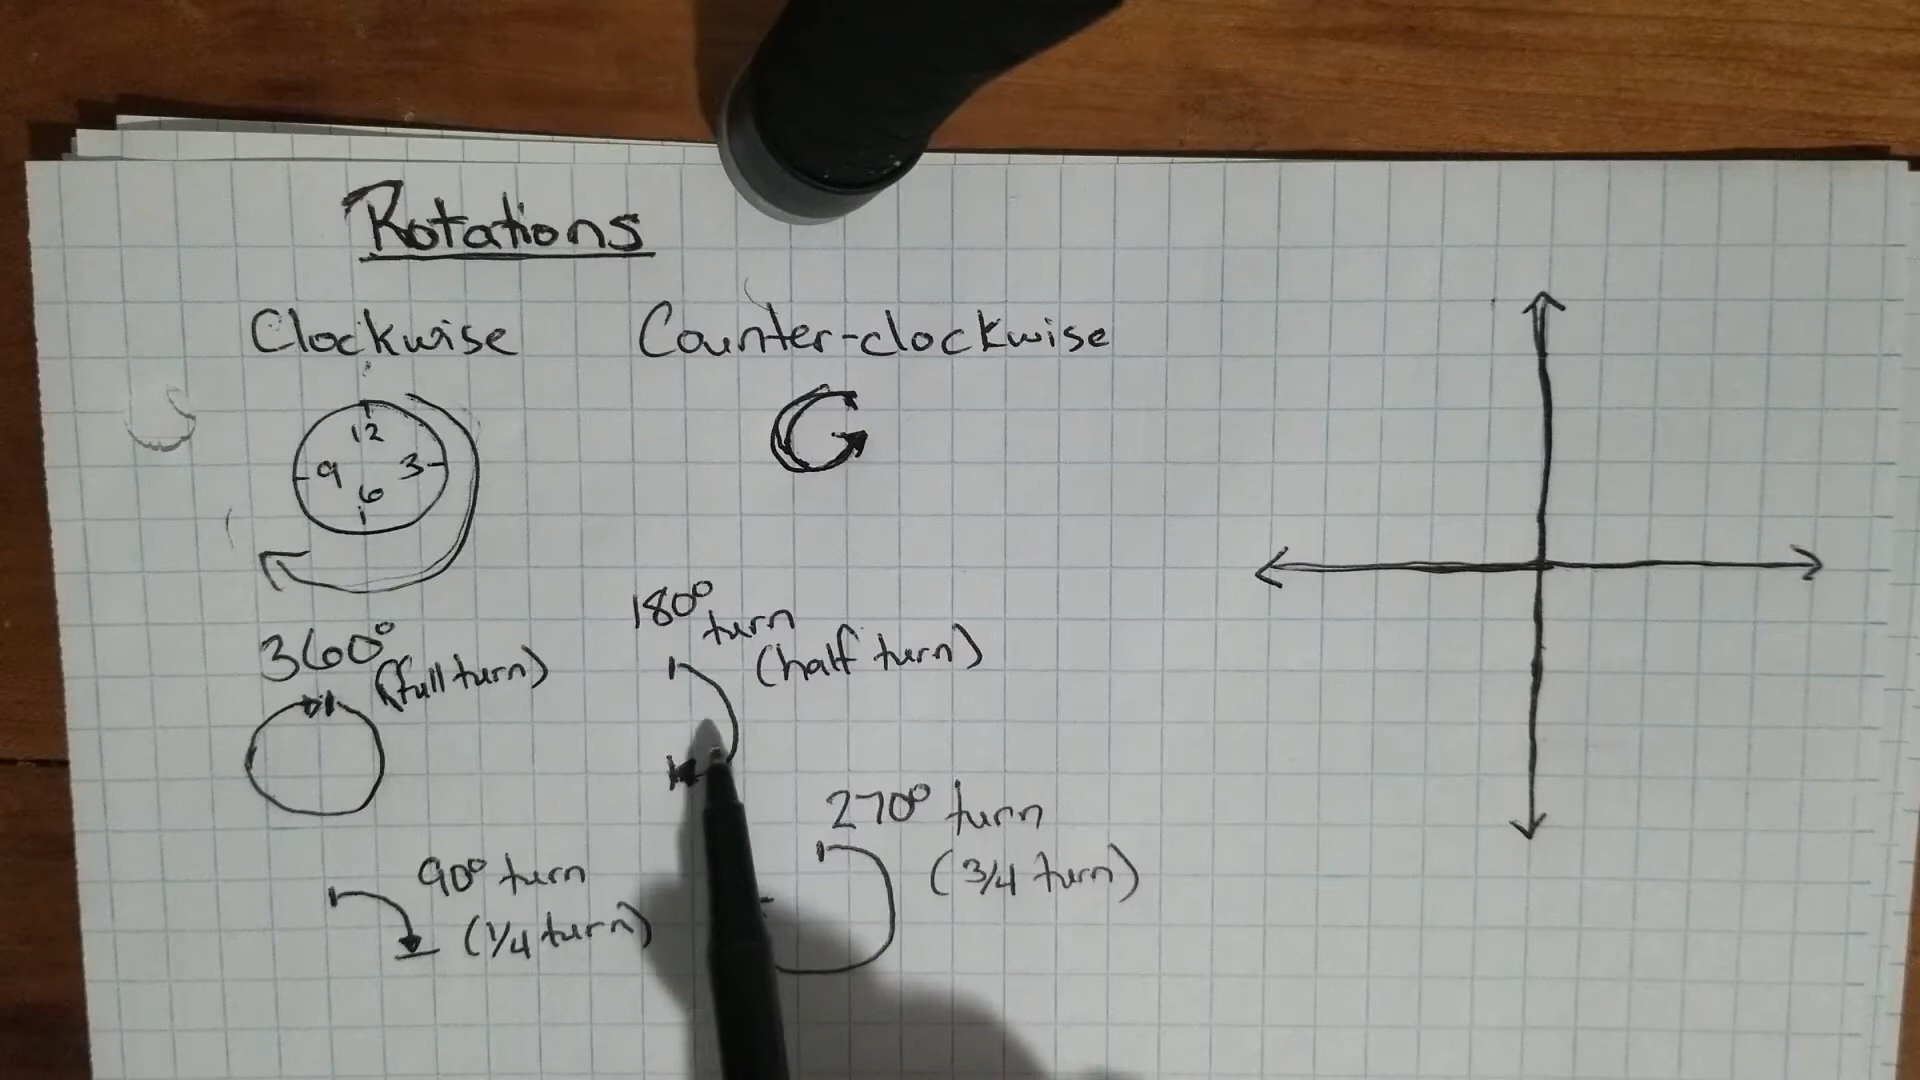 Rotations
Clockwise
Counter-clockwise
12
9 3
6
360°
(full turn)
180°
turn
(half turn)
90° turn
(1/4 turn)
270° turn
(3/4 turn)